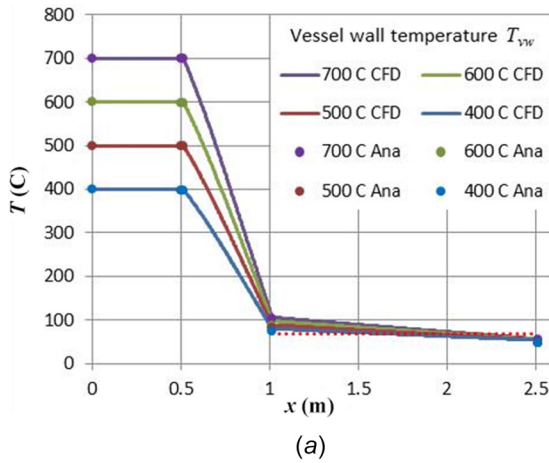 800
700
600
500
400
300
200
100
0
T (C)
Vessel wall temperature Tvw
700 C CFD 600 C CFD
500 C CFD 400 C CFD
700 C Ana 600 C Ana
500 C Ana 400 C Ana
0 0.5 1 1.5 2 2.5
x (m)
(a)